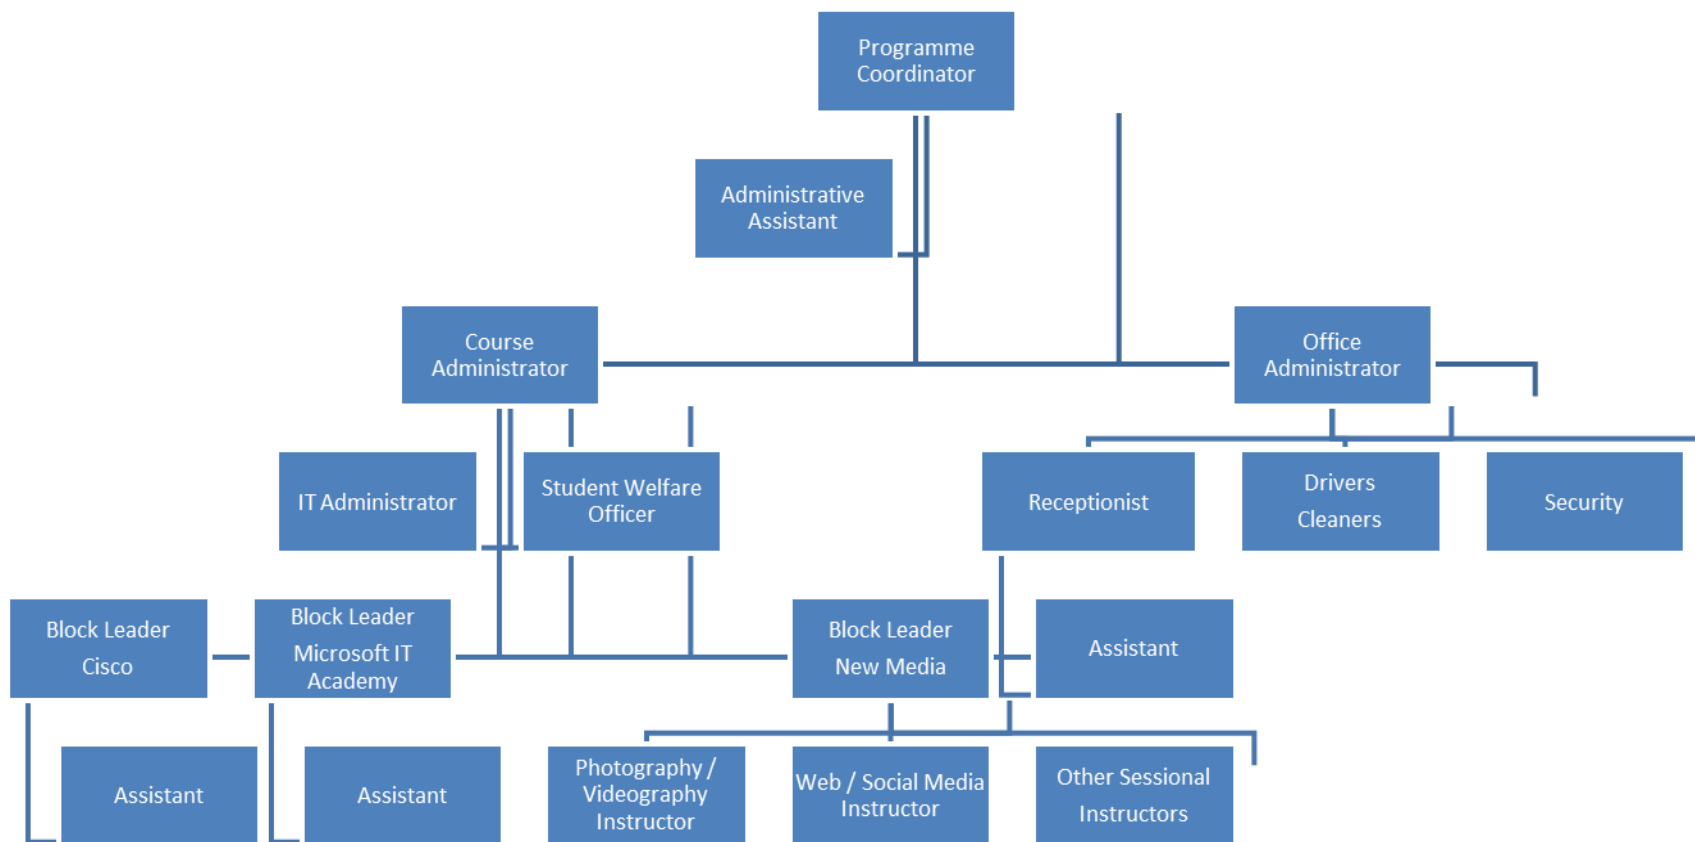 Programme
Coordinator
Administrative
Assistant
Course
Administrator
Office
Administrator
IT Administrator
Student Welfare
Officer
Receptionist
Drivers
Cleaners
Security
Block Leader
Cisco
Block Leader
Microsoft IT
Academy
Block Leader
New Media
Assistant
Assistant
Assistant
Photography /
Videography
Instructor
Web / Social Media
Instructor
Other Sessional
Instructors